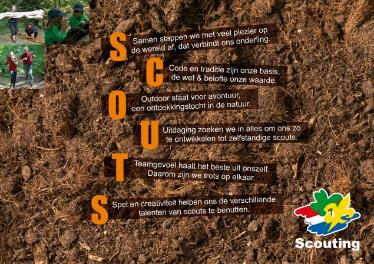 S Samen stappen we met veel plezier op
de wereld af, dat verbindt ons onderling.
C Code en traditie zijn onze basis,
de wet & belofte onze waarde.
O Outdoor staat voor avontuur,
een ontdekkingstocht in de natuur.
U Uitdaging zoeken we in alles om ons zo
te ontwikkelen tot zelfstandige scouts.
T Teamgevoel haalt het beste uit onszelf.
Daarom zijn we trots op elkaar.
S Spel en creativiteit helpen ons de verschillende
talenten van scouts te benutten.
Scouting